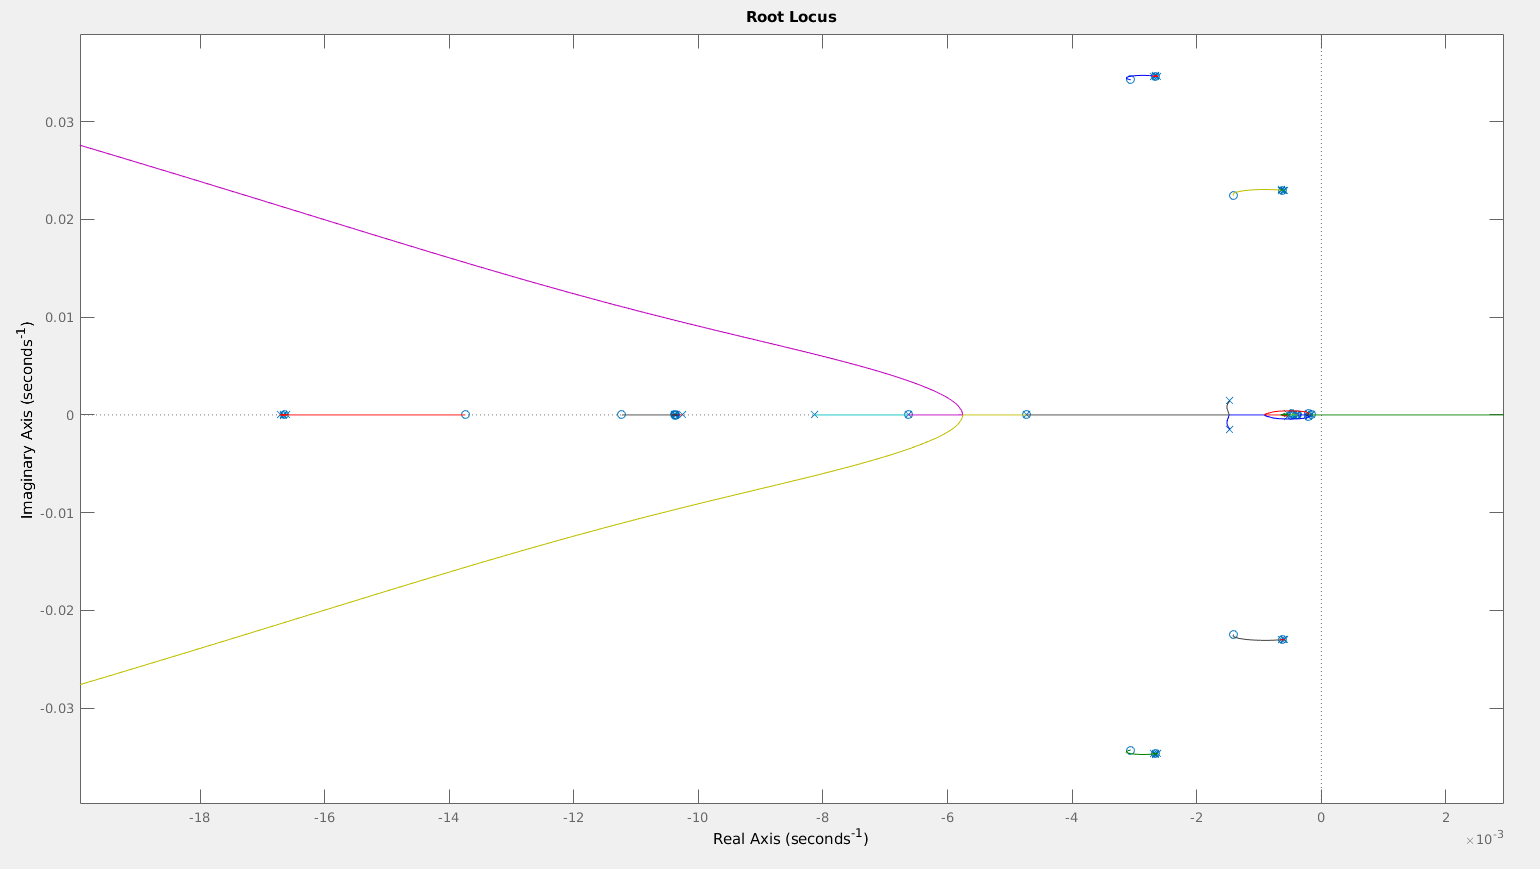 Root Locus
Imaginary Axis (seconds⁻¹)
0.03
0.02
0.01
0
-0.01
-0.02
-0.03
-18 -16 -14 -12 -10 -8 -6 -4 -2 0 2
×10⁻³
Real Axis (seconds⁻¹)